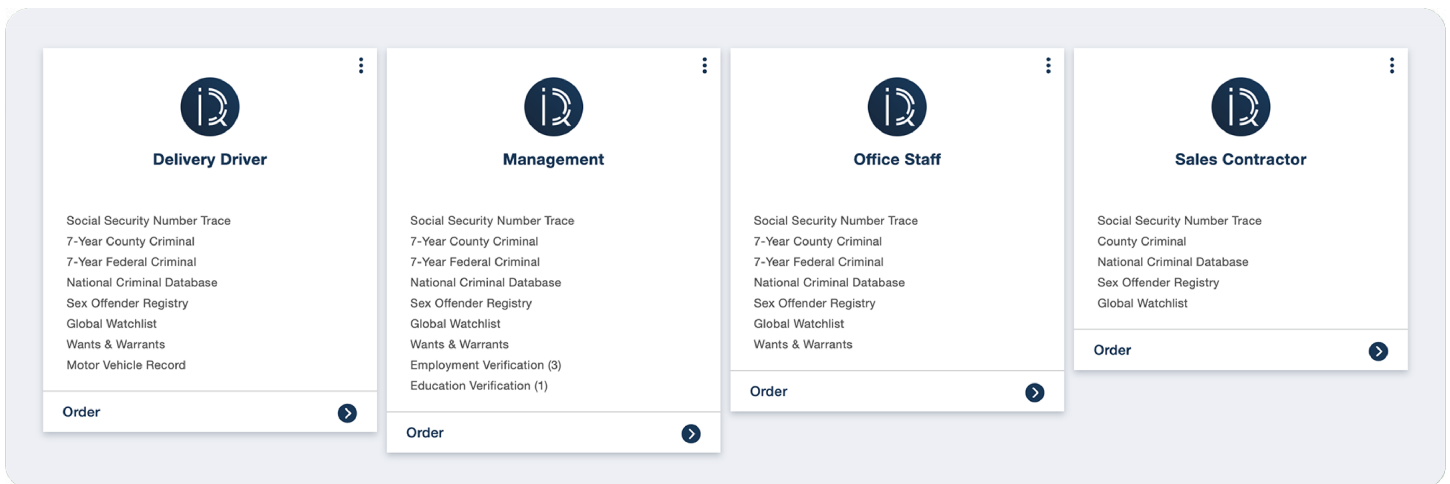 Delivery Driver
Social Security Number Trace
7-Year County Criminal
7-Year Federal Criminal
National Criminal Database
Sex Offender Registry
Global Watchlist
Wants & Warrants
Motor Vehicle Record
Order
Management
Social Security Number Trace
7-Year County Criminal
7-Year Federal Criminal
National Criminal Database
Sex Offender Registry
Global Watchlist
Wants & Warrants
Employment Verification (3)
Education Verification (1)
Order
Office Staff
Social Security Number Trace
7-Year County Criminal
7-Year Federal Criminal
National Criminal Database
Sex Offender Registry
Global Watchlist
Wants & Warrants
Order
Sales Contractor
Social Security Number Trace
County Criminal
National Criminal Database
Sex Offender Registry
Global Watchlist
Order